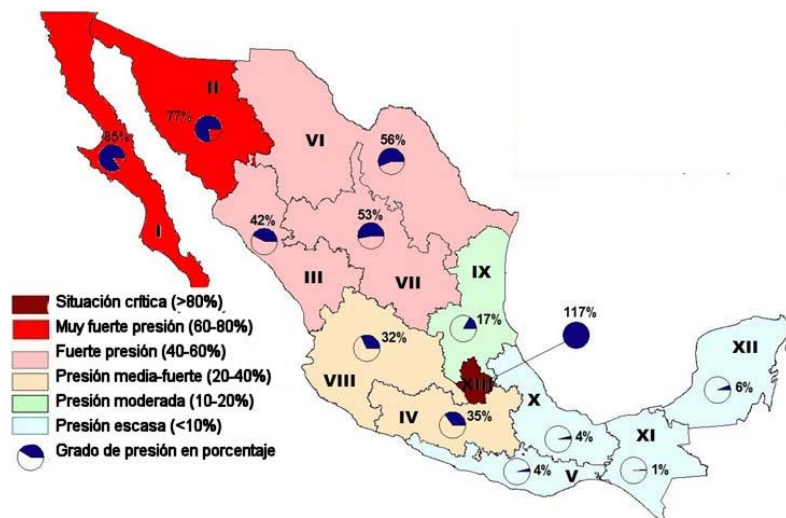 II
77%
85%
VI
56%
42%
53%
I
III
VII
IX
Situación crítica (>80%)
Muy fuerte presión (60-80%)
Fuerte presión (40-60%)
Presión media-fuerte (20-40%)
Presión moderada (10-20%)
Presión escasa (<10%)
Grado de presión en porcentaje
17%
117%
32%
VIII
XIII
XII
6%
IV
35%
X
4%
XI
4%
V
1%